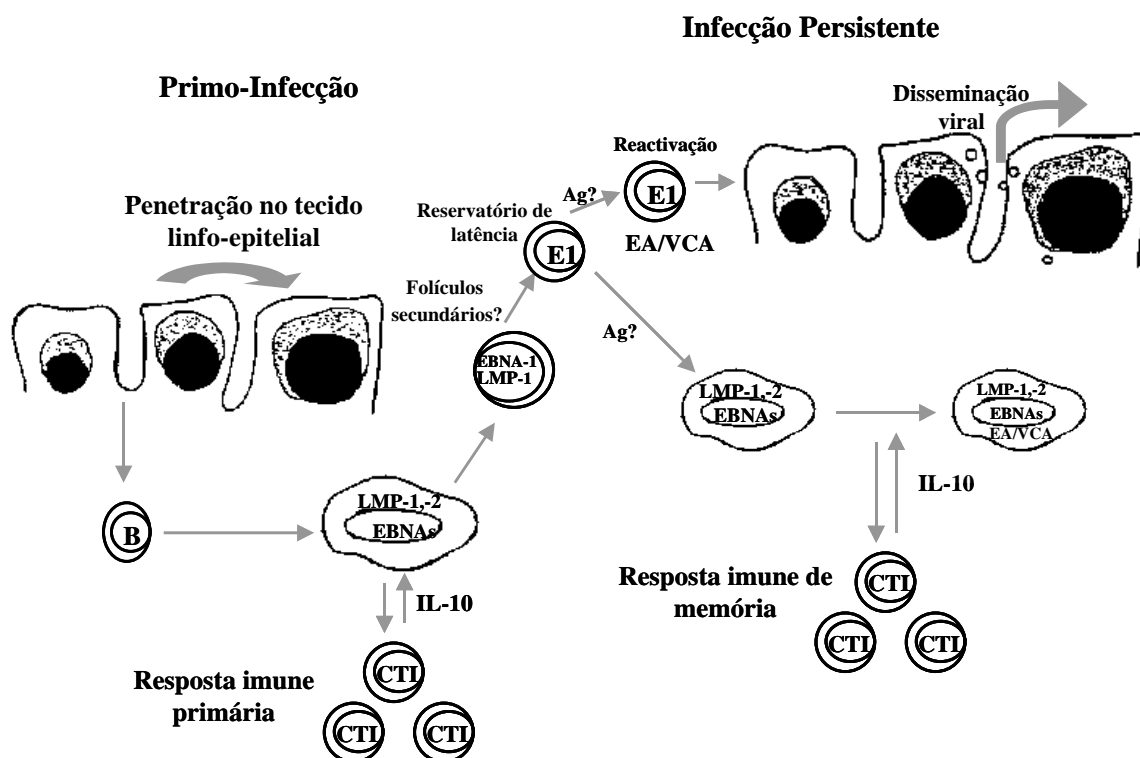 Infecção Persistente
Primo-Infecção
Disseminação
viral
Reactivação
E1
EA/VCA
Ag?
Reservatório de
latência
E1
Penetração no tecido
linfo-epitelial
Folículos
secundários?
Ag?
EBNA-1
LMP-1
LMP-1,-2
EBNAs
LMP-1,-2
EBNAs
EA/VCA
IL-10
B
LMP-1,-2
EBNAs
IL-10
Resposta imune de
memória
CTL
CTL
CTL
Resposta imune
primária
CTL
CTL
CTL